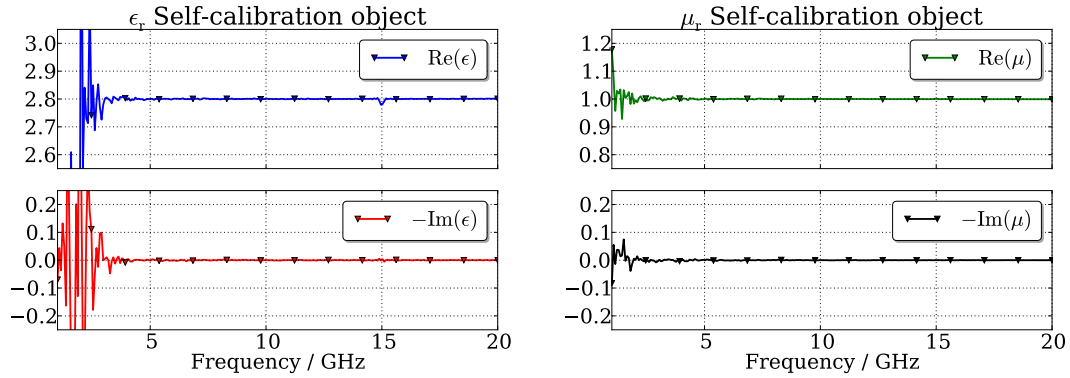 ϵr Self-calibration object
3.0
2.9
2.8
2.7
2.6
Re(ϵ)
0.2
0.1
0.0
−0.1
−0.2
−Im(ϵ)
5 10 15 20
Frequency / GHz
μr Self-calibration object
1.2
1.1
1.0
0.9
0.8
Re(μ)
0.2
0.1
0.0
−0.1
−0.2
−Im(μ)
5 10 15 20
Frequency / GHz